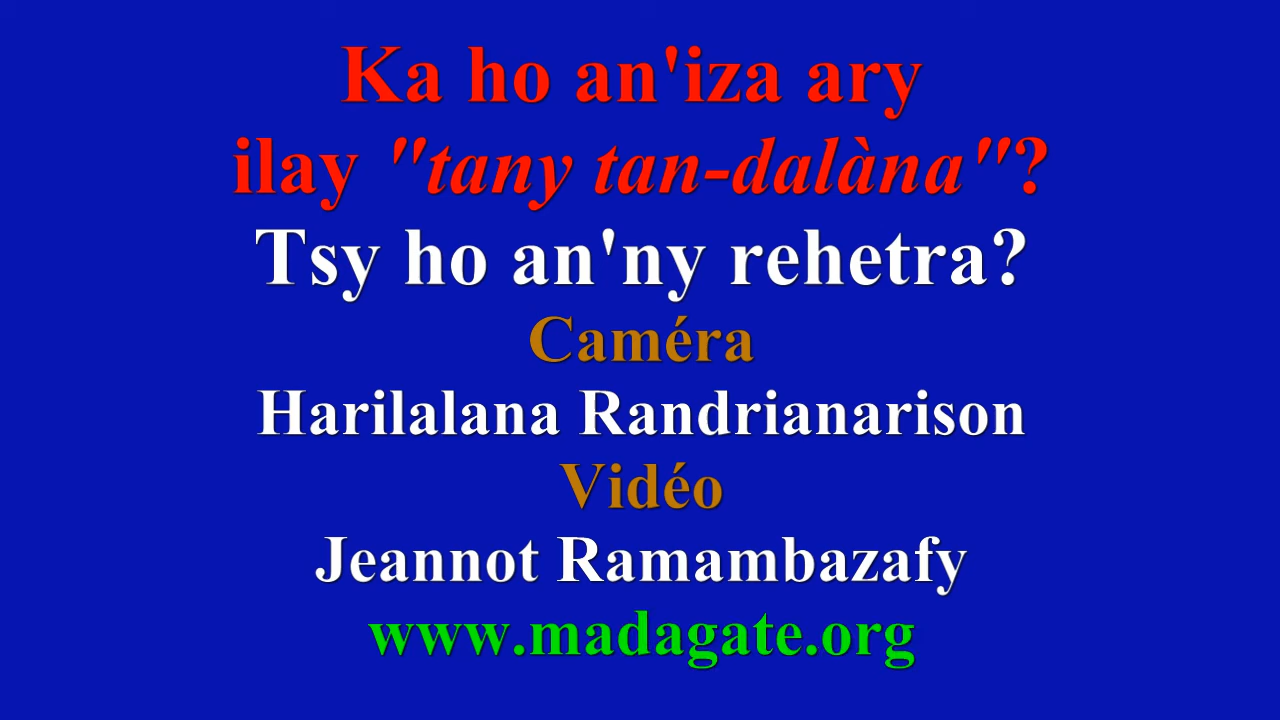 Ka ho an'iza ary
ilay "tany tan-dalàna"?
Tsy ho an'ny rehetra?
Caméra
Harilalana Randrianarison
Vidéo
Jeannot Ramambazafy
www.madagate.org